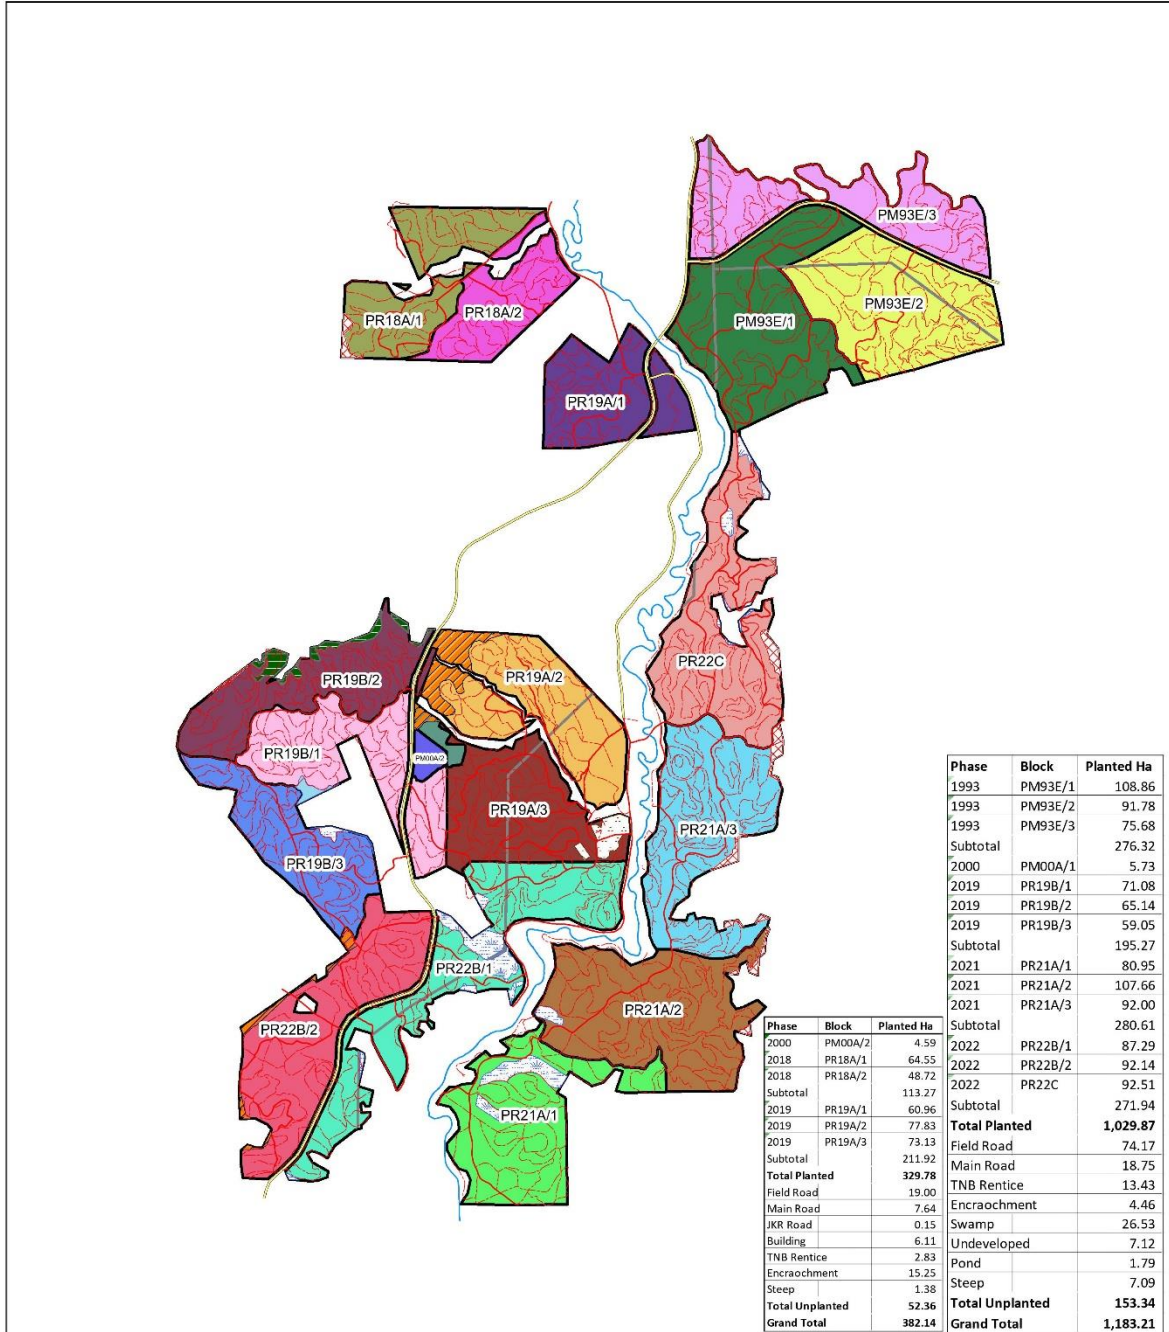 PM93E/3
PM93E/2
PR18A/2
PR18A/1
PM93E/1
PR19A/1
PR22C
PR19A/2
PR19B/2
PR19B/1
PM00A/2
PR19A/3
PR21A/3
PR19B/3
PR22B/1
PR21A/2
PR22B/2
PR21A/1
Phase Block Planted Ha
2000 PM00A/2 4.59
2018 PR18A/1 64.55
2018 PR18A/2 48.72
Subtotal 113.27
2019 PR19A/1 60.96
2019 PR19A/2 77.83
2019 PR19A/3 73.13
Subtotal 211.92
Total Planted 329.78
Field Road 19.00
Main Road 7.64
JKR Road 0.15
Building 6.11
TNB Rentice 2.83
Encraochment 15.25
Steep 1.38
Total Unplanted 52.36
Grand Total 382.14
Phase Block Planted Ha
1993 PM93E/1 108.86
1993 PM93E/2 91.78
1993 PM93E/3 75.68
Subtotal 276.32
2000 PM00A/1 5.73
2019 PR19B/1 71.08
2019 PR19B/2 65.14
2019 PR19B/3 59.05
Subtotal 195.27
2021 PR21A/1 80.95
2021 PR21A/2 107.66
2021 PR21A/3 92.00
Subtotal 280.61
2022 PR22B/1 87.29
2022 PR22B/2 92.14
2022 PR22C 92.51
Subtotal 271.94
Total Planted 1,029.87
Field Road 74.17
Main Road 18.75
TNB Rentice 13.43
Encraochment 4.46
Swamp 26.53
Undeveloped 7.12
Pond 1.79
Steep 7.09
Total Unplanted 153.34
Grand Total 1,183.21